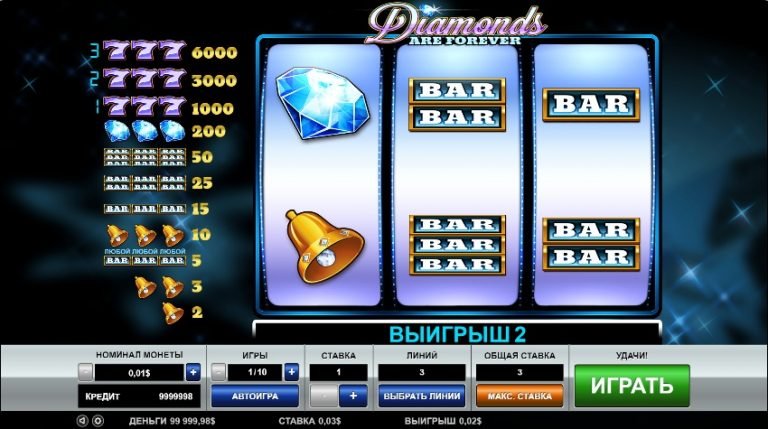 Diamonds
ARE FOREVER
3 777 6000
2 777 3000
1 777 1000
200
BAR BAR BAR 50
BAR BAR BAR 25
BAR BAR BAR 15
10
ЛЮБОЙ ЛЮБОЙ ЛЮБОЙ
BAR BAR BAR 5
3
2
BAR
BAR
BAR
BAR
BAR
BAR
BAR
BAR
ВЫИГРЫШ 2
НОМИНАЛ МОНЕТЫ ИГРЫ СТАВКА ЛИНИЙ ОБЩАЯ СТАВКА УДАЧИ!
- 0,01$ + - 1/10 + 1 3 3 ИГРАТЬ
КРЕДИТ 9999998 АВТОИГРА - + ВЫБРАТЬ ЛИНИИ МАКС. СТАВКА
ДЕНЬГИ 99 999,98$ СТАВКА 0,03$ ВЫИГРЫШ 0,02$